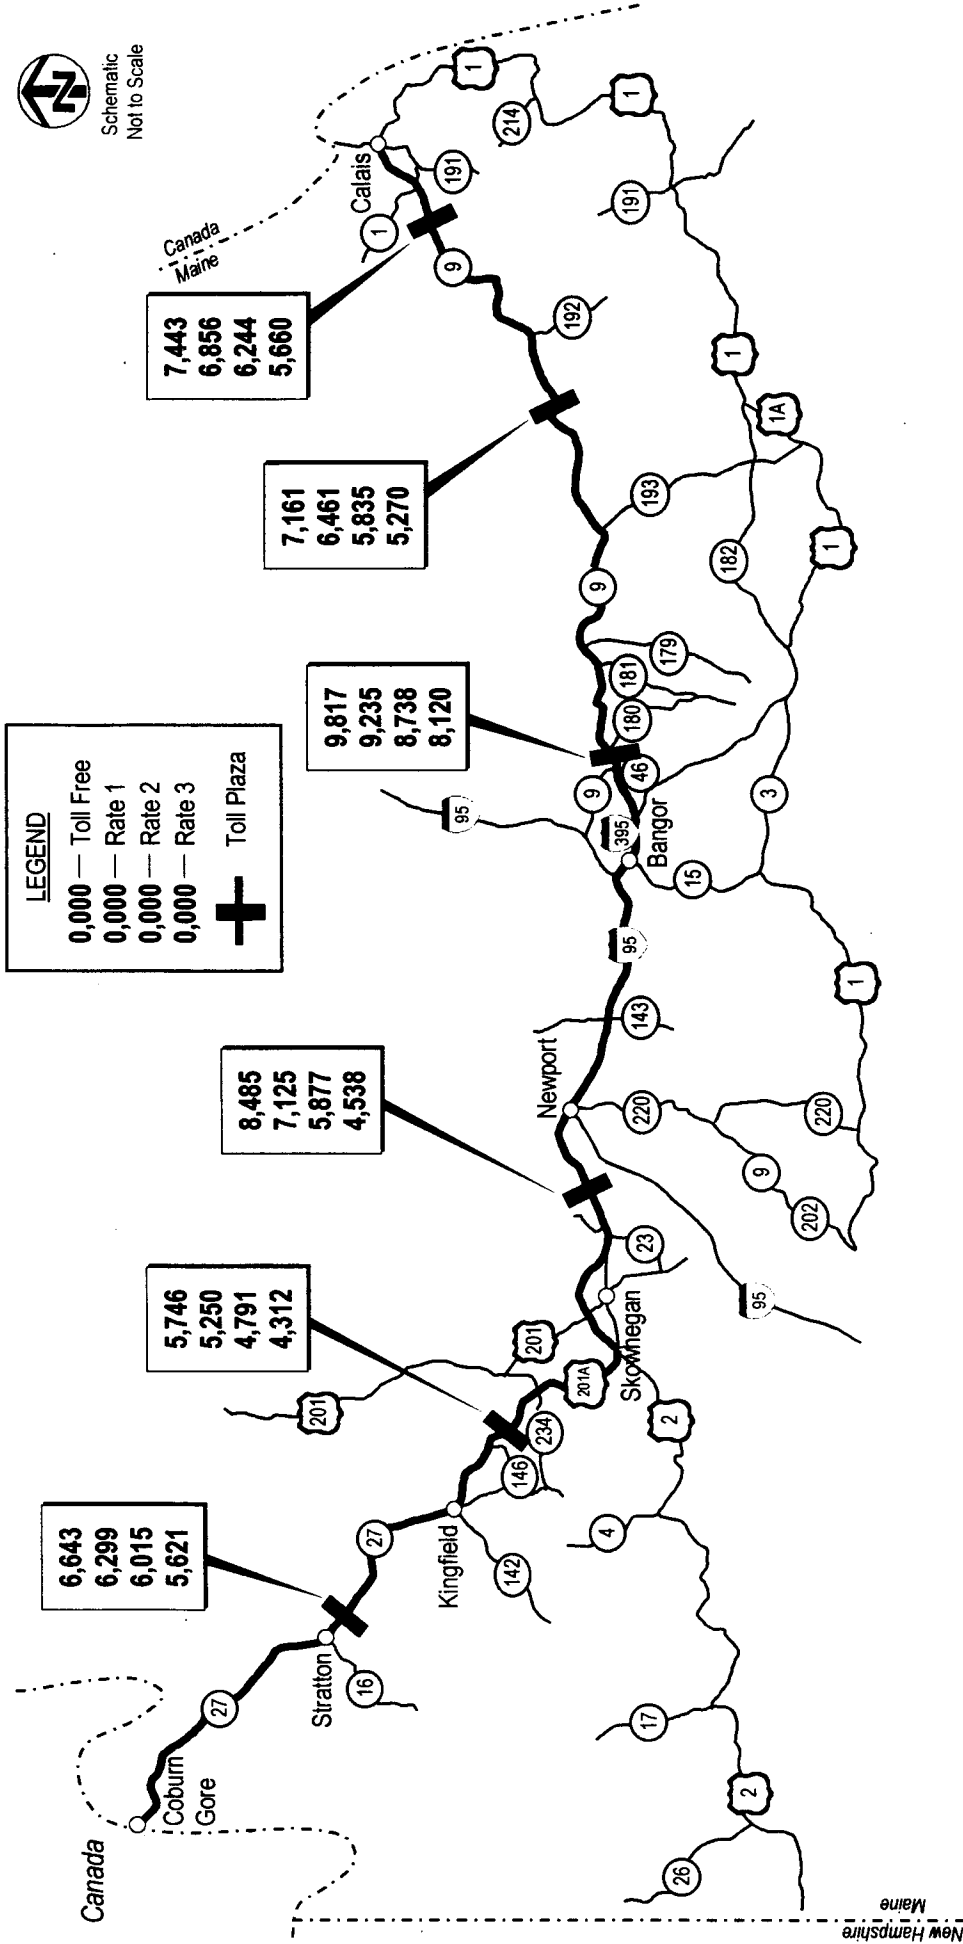 N
Schematic
Not to Scale
LEGEND
0,000 — Toll Free
0,000 — Rate 1
0,000 — Rate 2
0,000 — Rate 3
Toll Plaza
Canada
Coburn
Gore
27
Stratton
16
6,643
6,299
6,015
5,621
27
Kingfield
142
146
234
5,746
5,250
4,791
4,312
201
201
201A
Skowhegan
2
4
17
2
26
New Hampshire
Maine
23
8,485
7,125
5,877
4,538
Newport
95
220
220
9
202
143
95
1
Bangor
395
95
15
3
9
46
9,817
9,235
8,738
8,120
180
181
179
9
182
1
193
1A
1
7,161
6,461
5,835
5,270
192
9
7,443
6,856
6,244
5,660
Canada
Maine
Calais
1
191
1
214
1
191